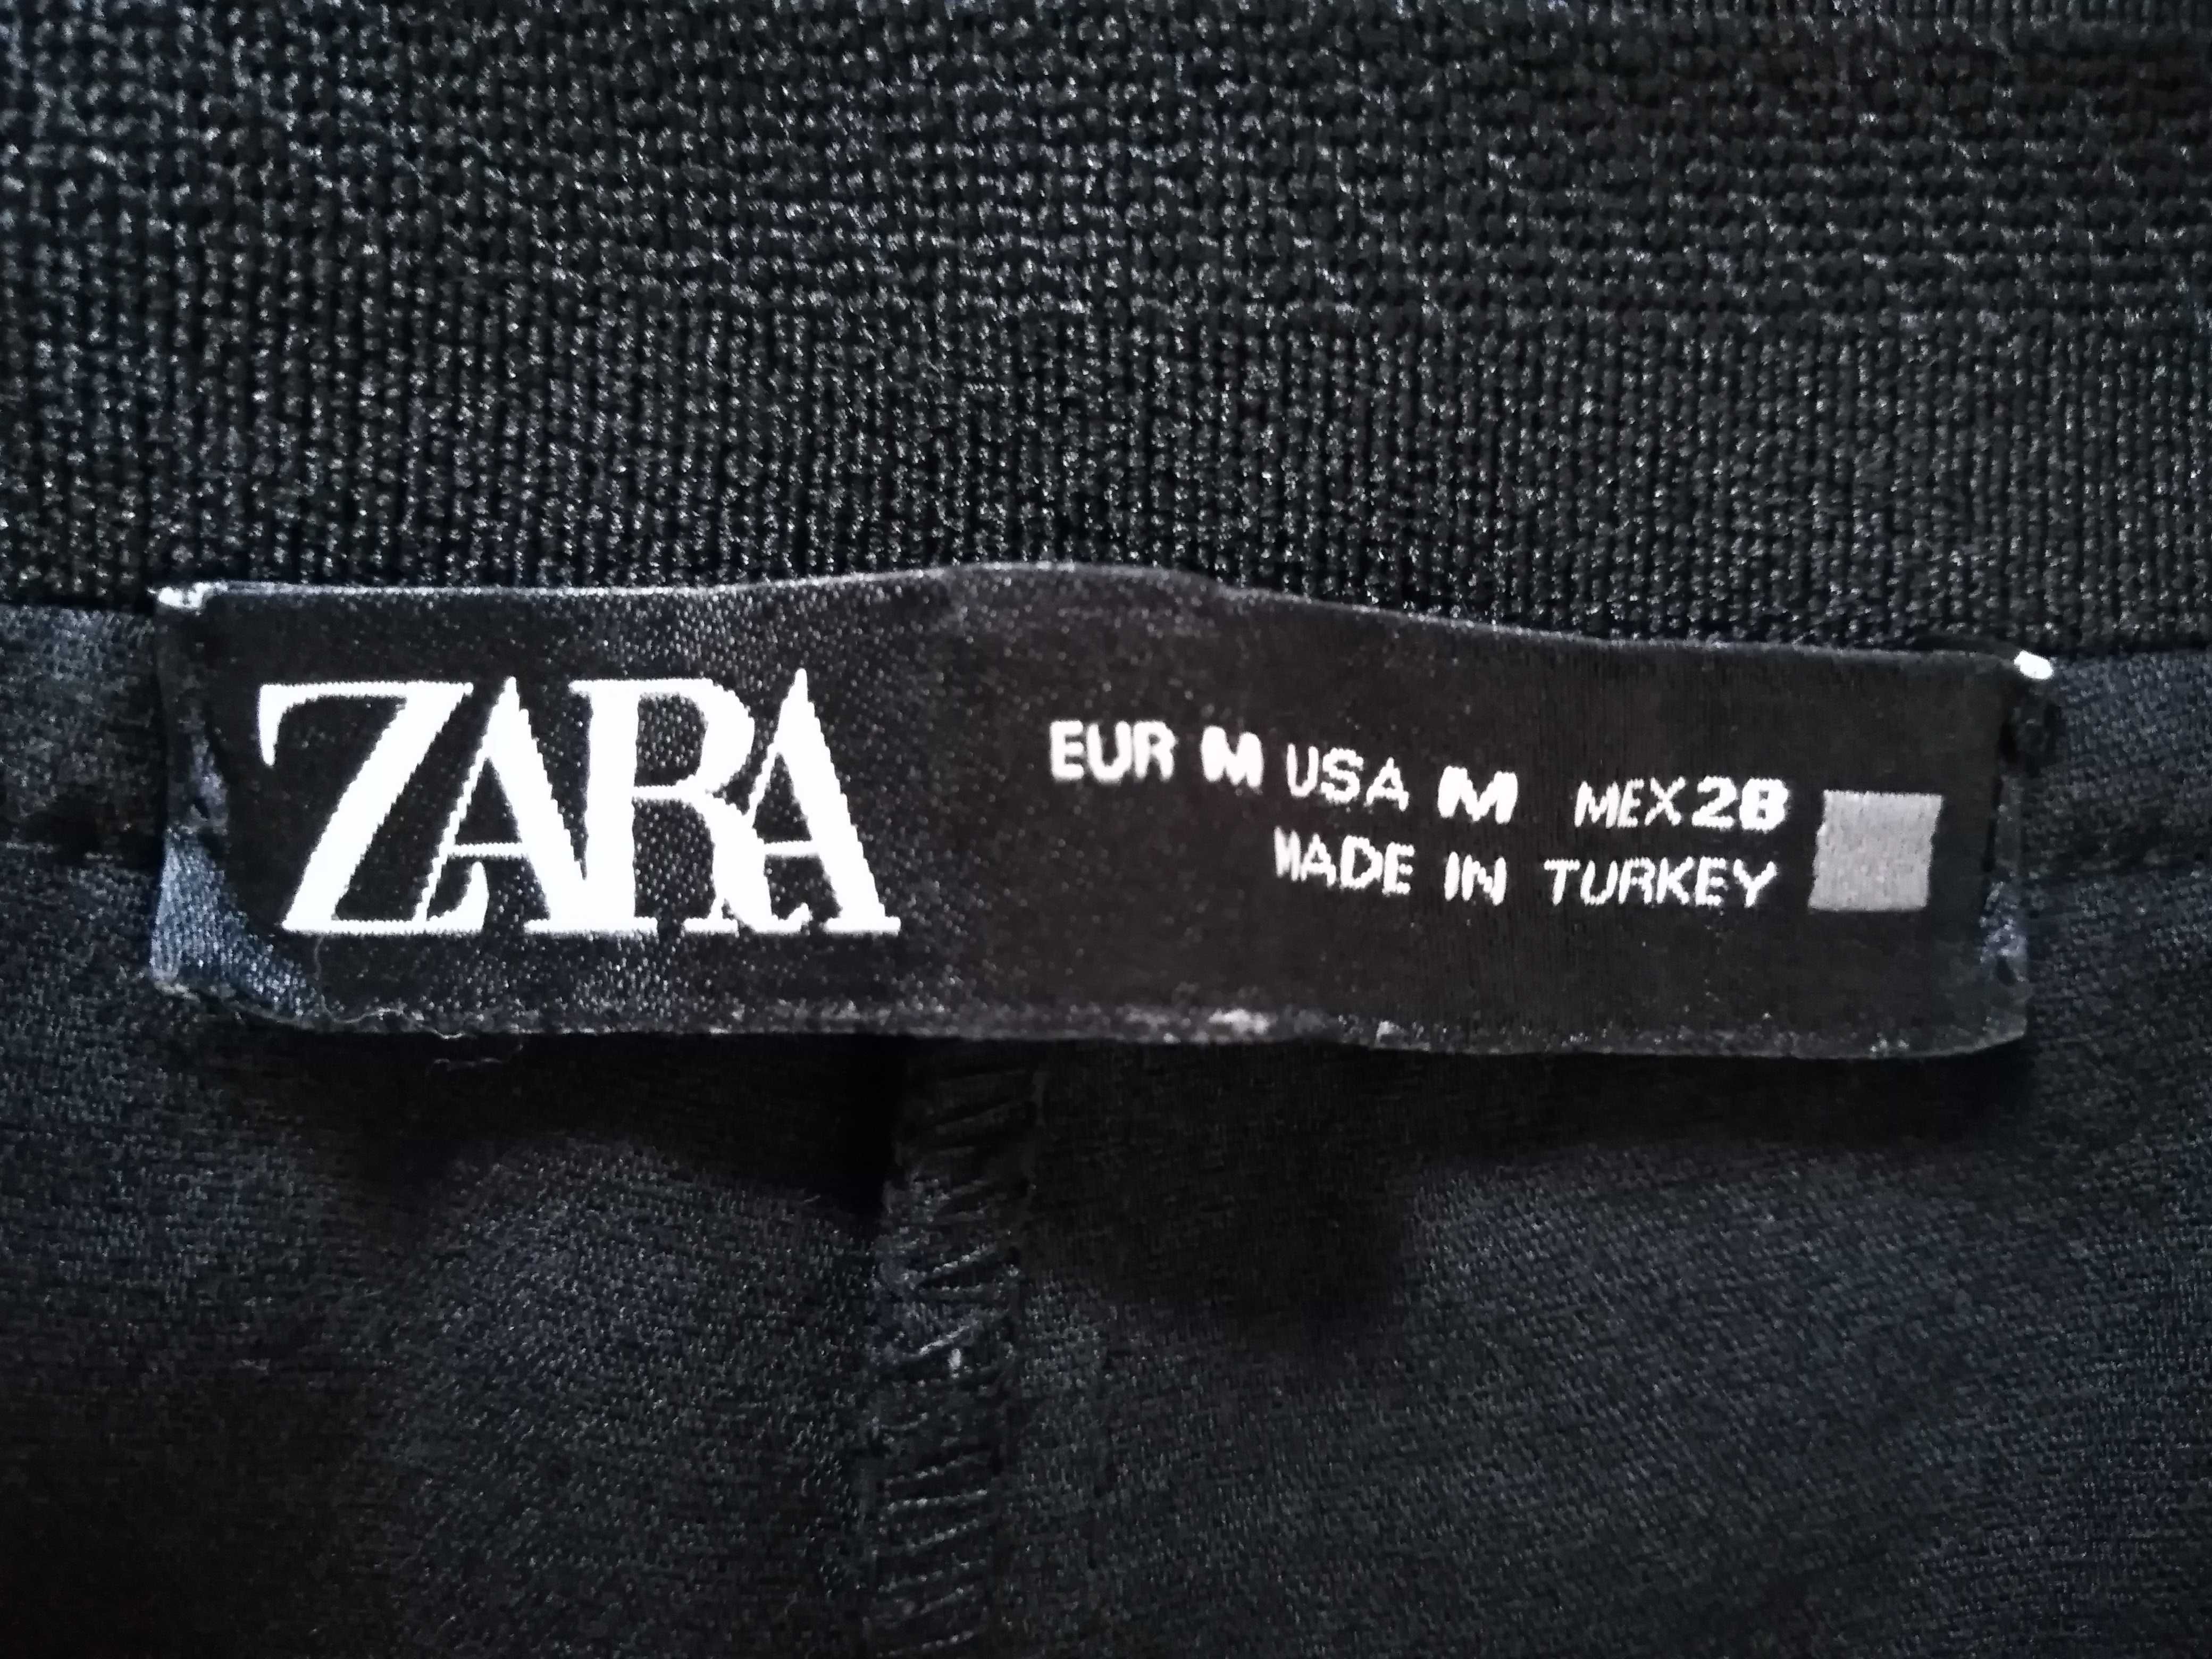 ZARA
EUR M USA M MEX 28
MADE IN TURKEY